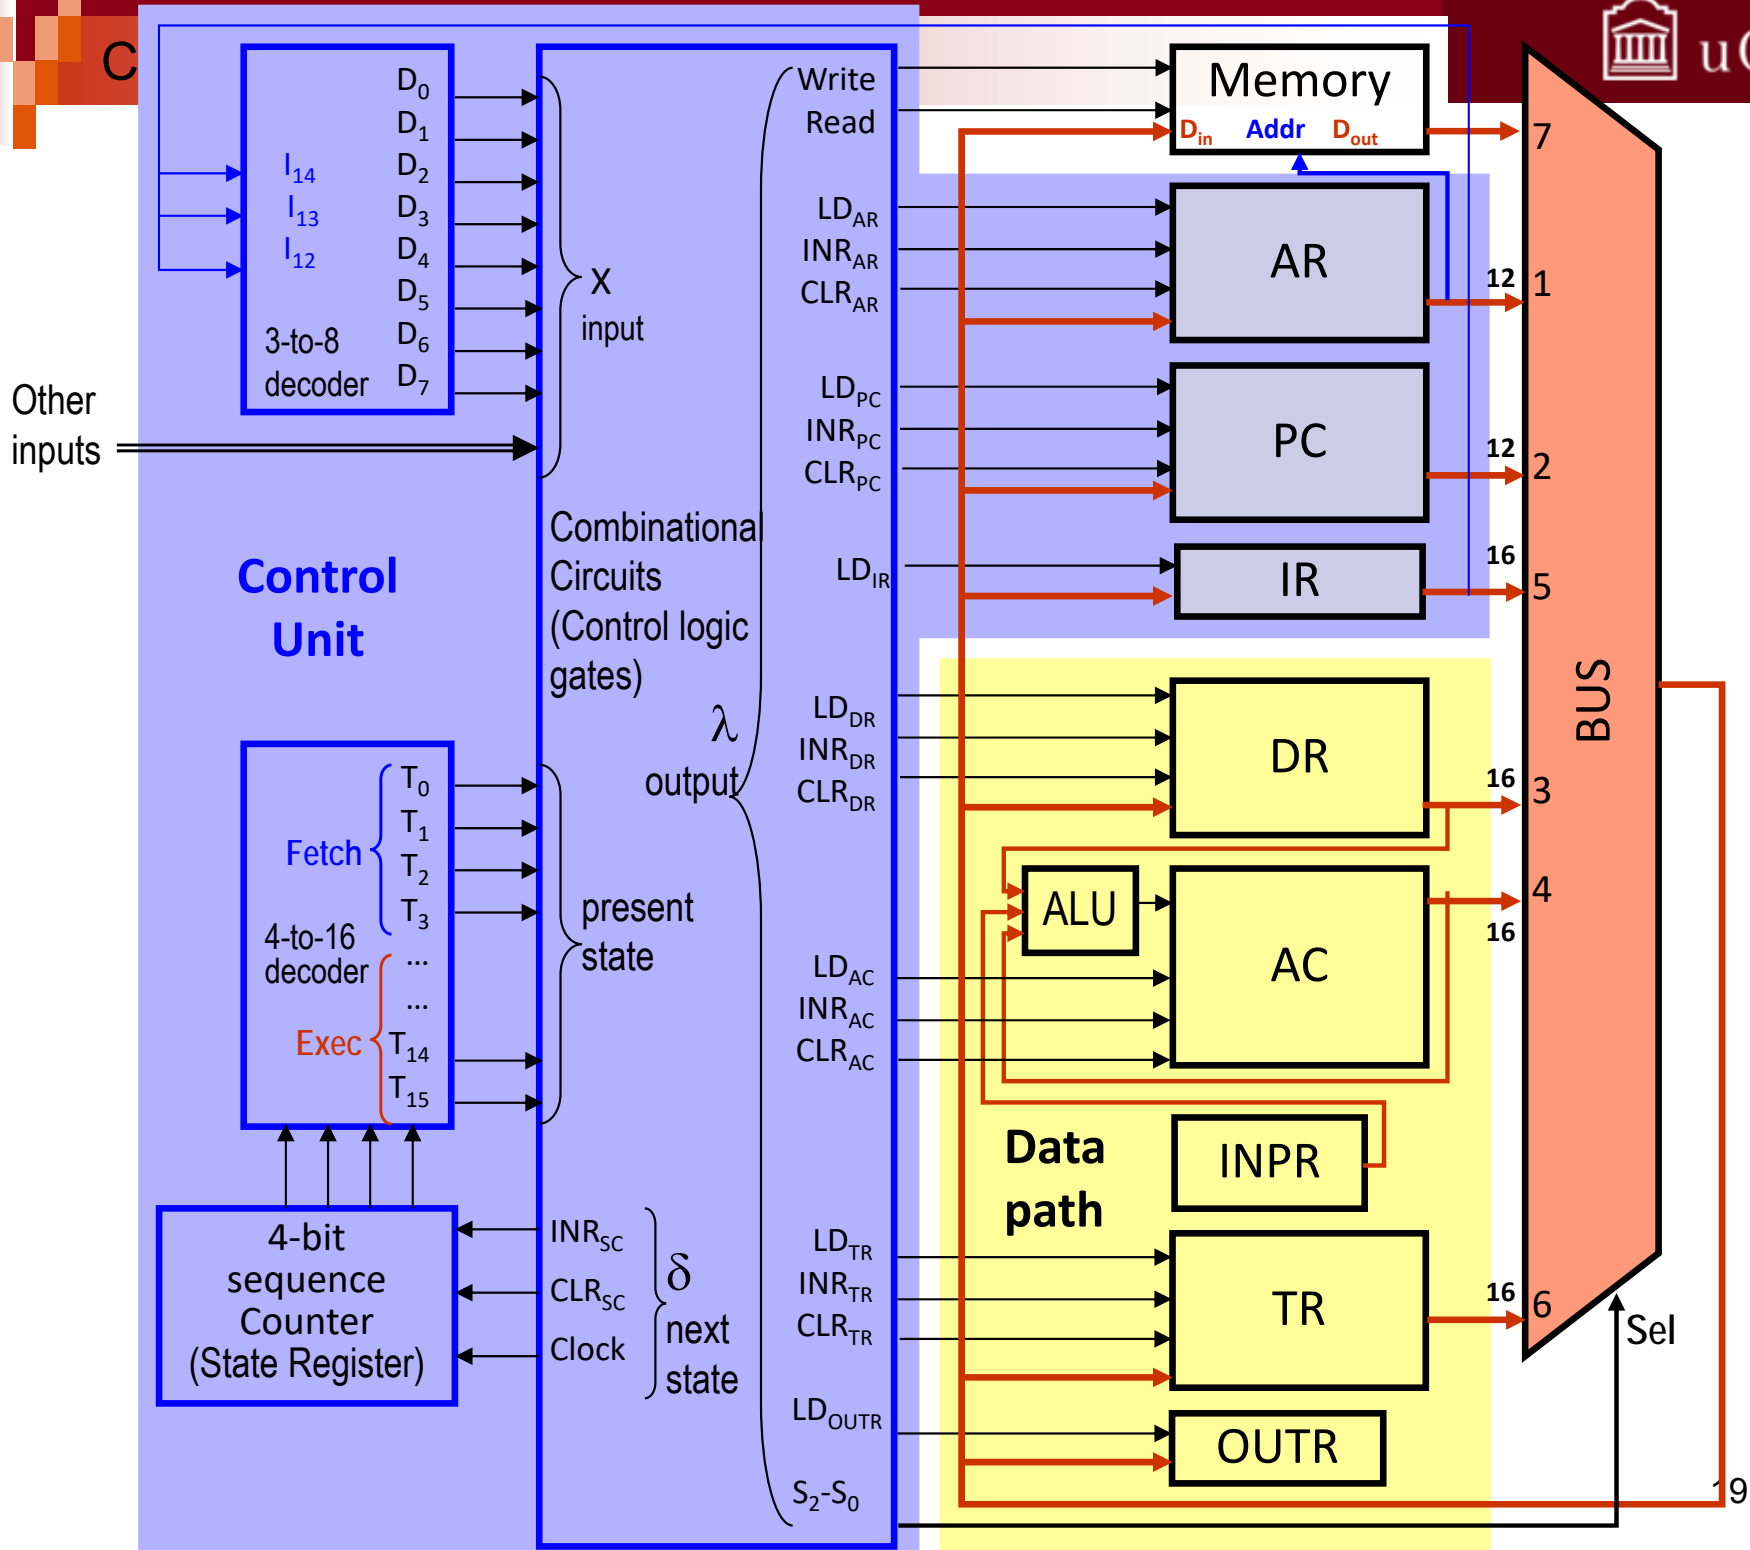 C
uO
D0
D1
D2
D3
D4
D5
D6
D7
I14
I13
I12
3-to-8
decoder
Other
inputs
X
input
Control
Unit
Combinational
Circuits
(Control logic
gates)
λ
output
T0
T1
T2
T3
...
...
T14
T15
Fetch
4-to-16
decoder
Exec
present
state
4-bit
sequence
Counter
(State Register)
INRSC
CLRSC
Clock
δ
next
state
Write
Read
LDAR
INRAR
CLRAR
LDPC
INRPC
CLRPC
LDIR
LDDR
INRDR
CLRDR
LDAC
INRAC
CLRAC
LDTR
INRTR
CLRTR
LDOUTR
S2-S0
Memory
Din Addr Dout
AR
PC
IR
DR
ALU
AC
Data
path
INPR
TR
OUTR
7
12 1
12 2
16 5
16 3
4
16
16 6
BUS
Sel
19